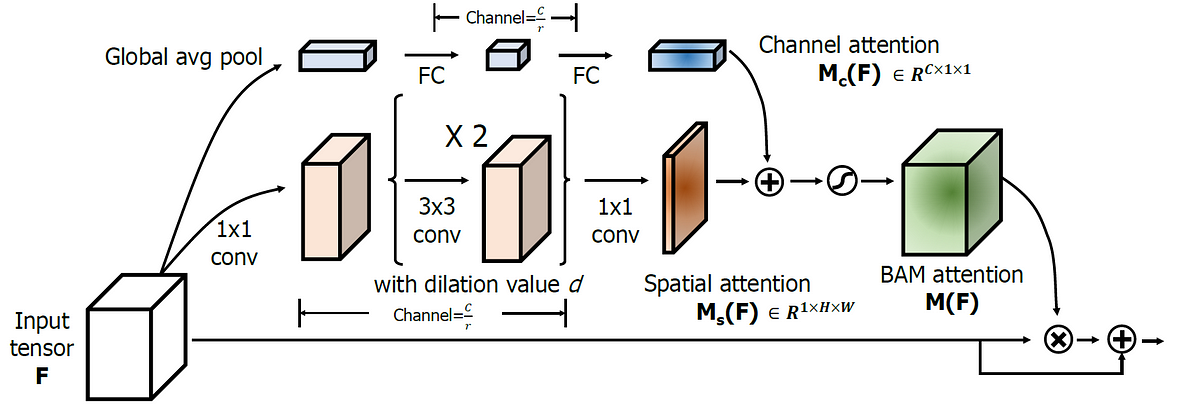 Channel=C/r
Global avg pool
FC
FC
Channel attention
Mc(F) ∈ R^C×1×1
X 2
1x1
conv
3x3
conv
1x1
conv
with dilation value d
Channel=C/r
Spatial attention
Ms(F) ∈ R^1×H×W
BAM attention
M(F)
Input
tensor
F